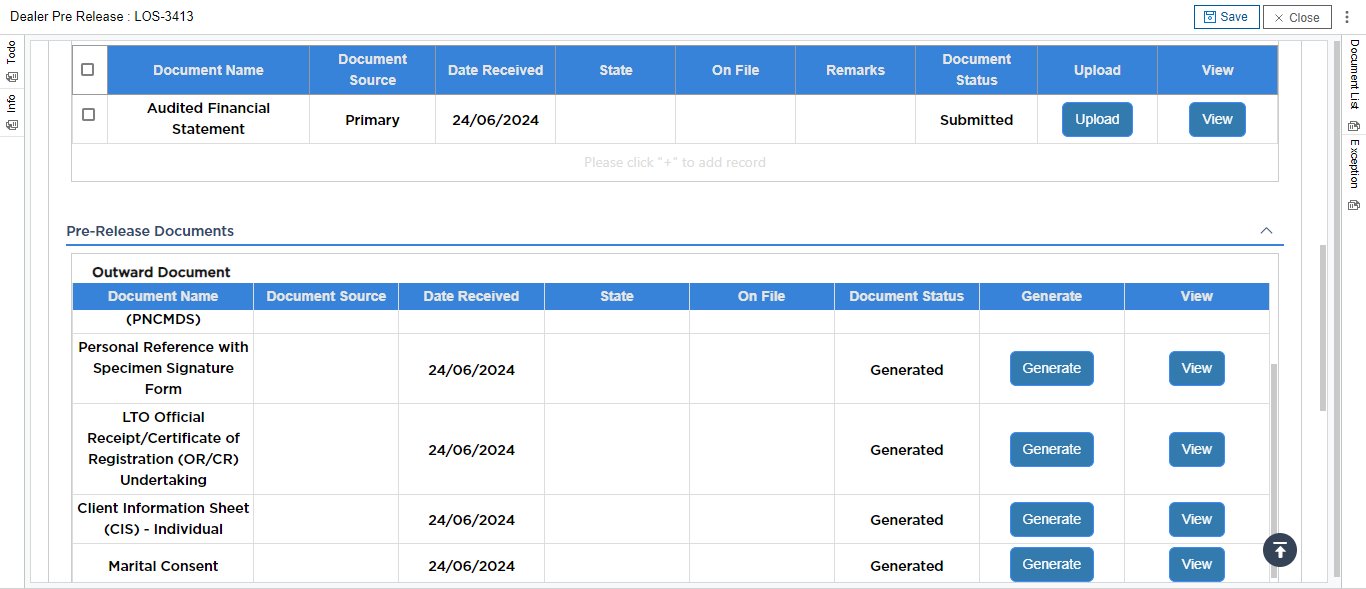 Dealer Pre Release : LOS-3413
Save
Close
Todo
Info
Document List
Exception
Document Name
Document
Source
Date Received
State
On File
Remarks
Document
Status
Upload
View
Audited Financial
Statement
Primary
24/06/2024
Submitted
Upload
View
Please click "+" to add record
Pre-Release Documents
Outward Document
Document Name
Document Source
Date Received
State
On File
Document Status
Generate
View
(PNCMDS)
Personal Reference with
Specimen Signature
Form
24/06/2024
Generated
Generate
View
LTO Official
Receipt/Certificate of
Registration (OR/CR)
Undertaking
24/06/2024
Generated
Generate
View
Client Information Sheet
(CIS) - Individual
24/06/2024
Generated
Generate
View
Marital Consent
24/06/2024
Generated
Generate
View